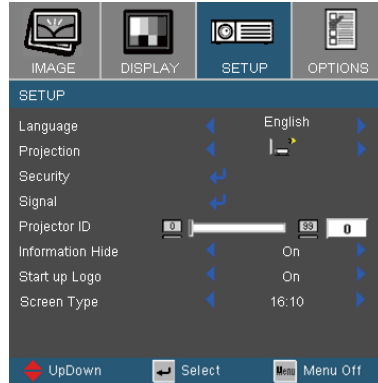 IMAGE DISPLAY SETUP OPTIONS
SETUP
Language English
Projection
Security
Signal
Projector ID 0 99 0
Information Hide On
Start up Logo On
Screen Type 16:10
UpDown Select Menu Menu Off